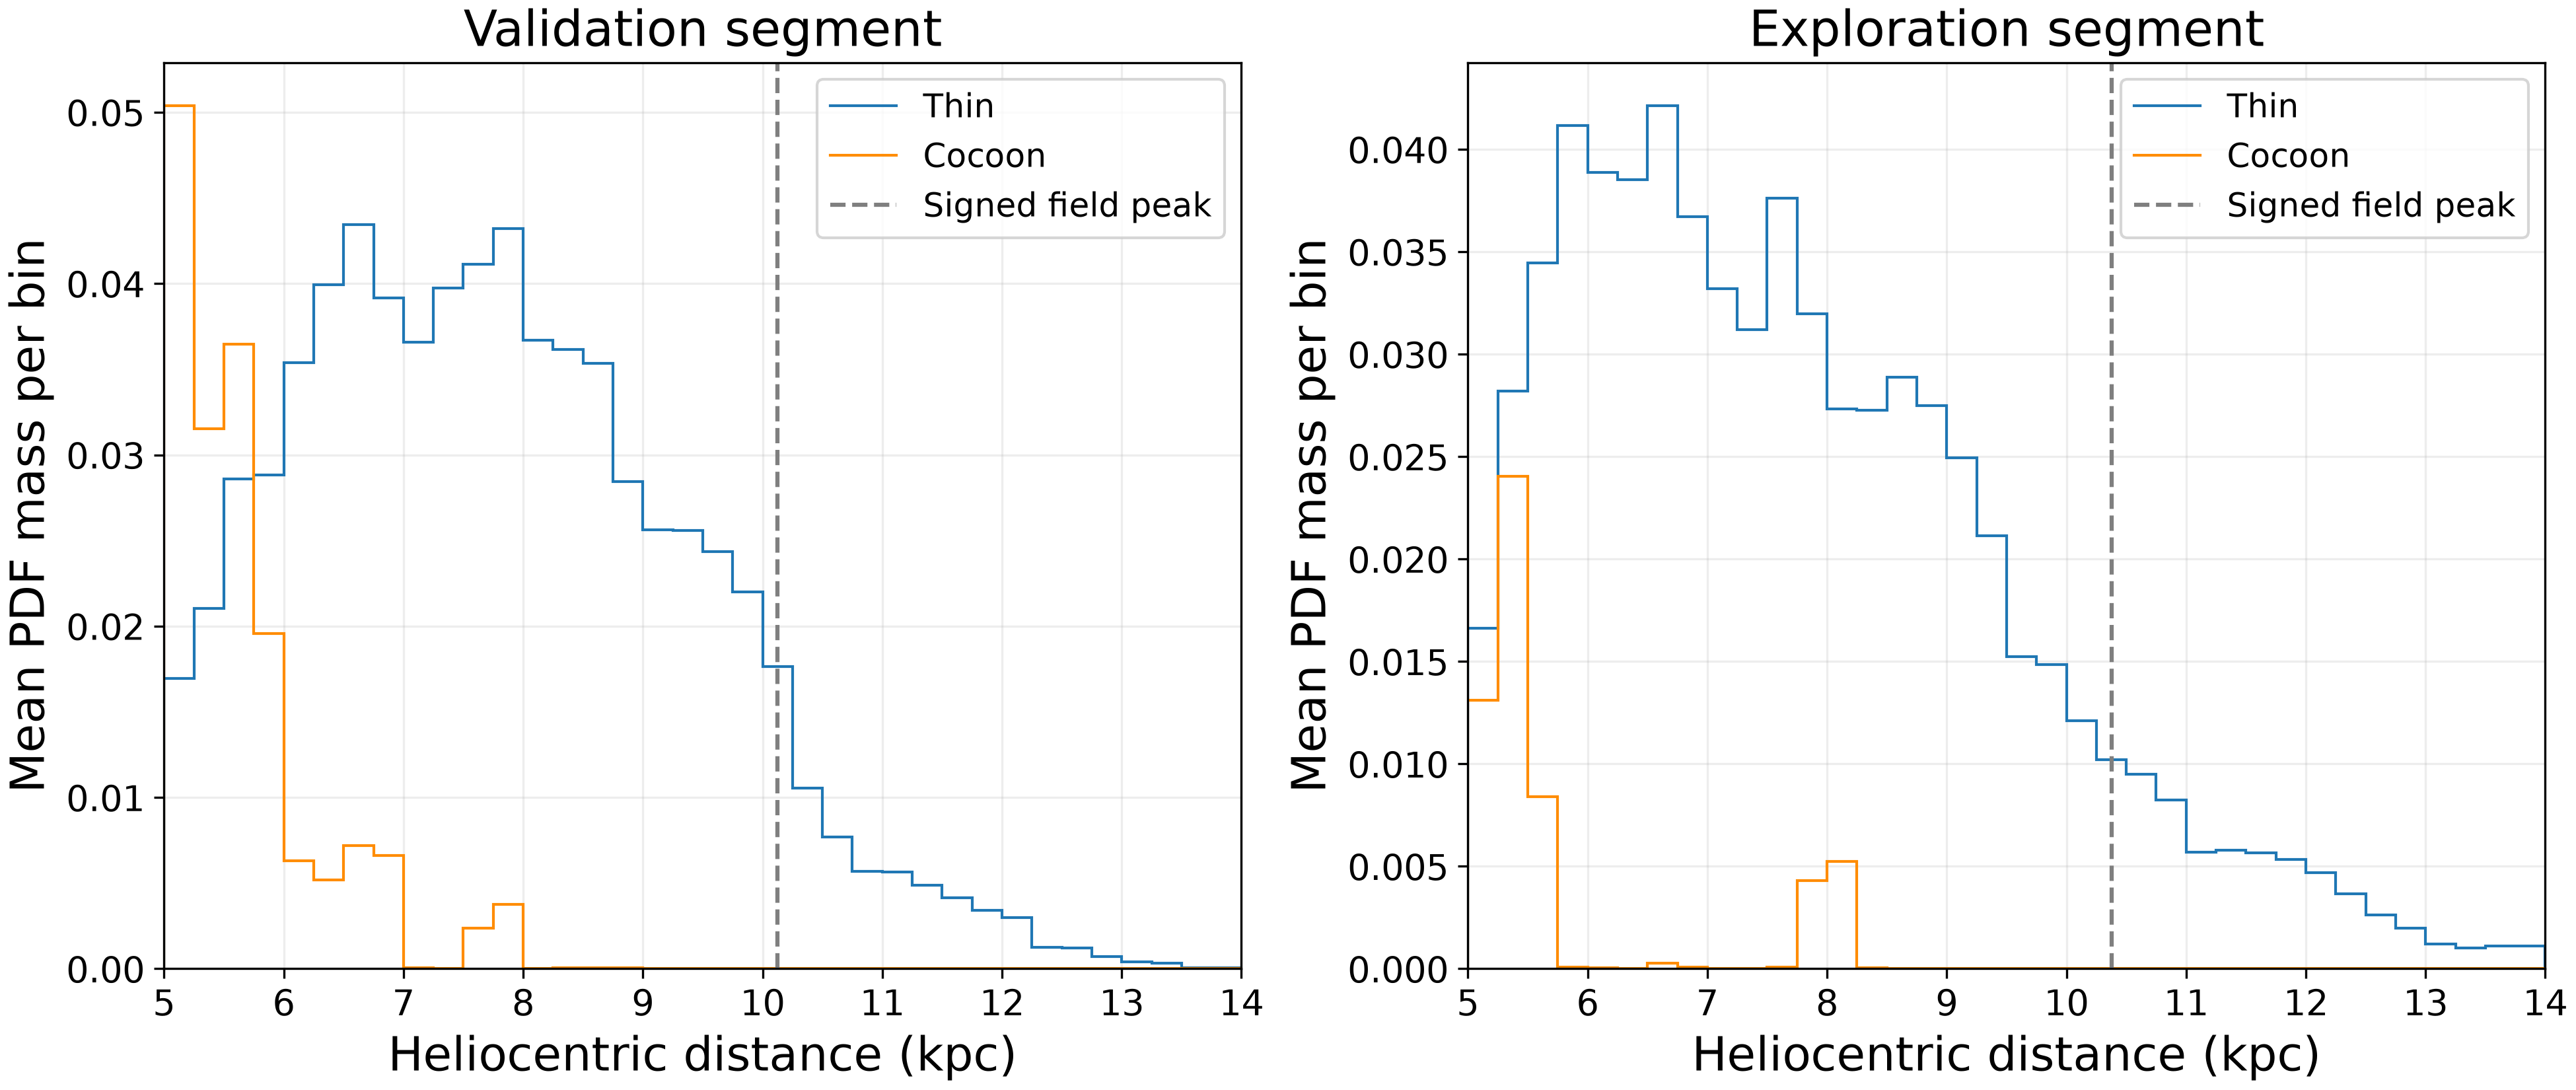 Validation segment
Mean PDF mass per bin
0.05
0.04
0.03
0.02
0.01
0.00
Thin
Cocoon
Signed field peak
5 6 7 8 9 10 11 12 13 14
Heliocentric distance (kpc)
Exploration segment
Mean PDF mass per bin
0.040
0.035
0.030
0.025
0.020
0.015
0.010
0.005
0.000
Thin
Cocoon
Signed field peak
5 6 7 8 9 10 11 12 13 14
Heliocentric distance (kpc)